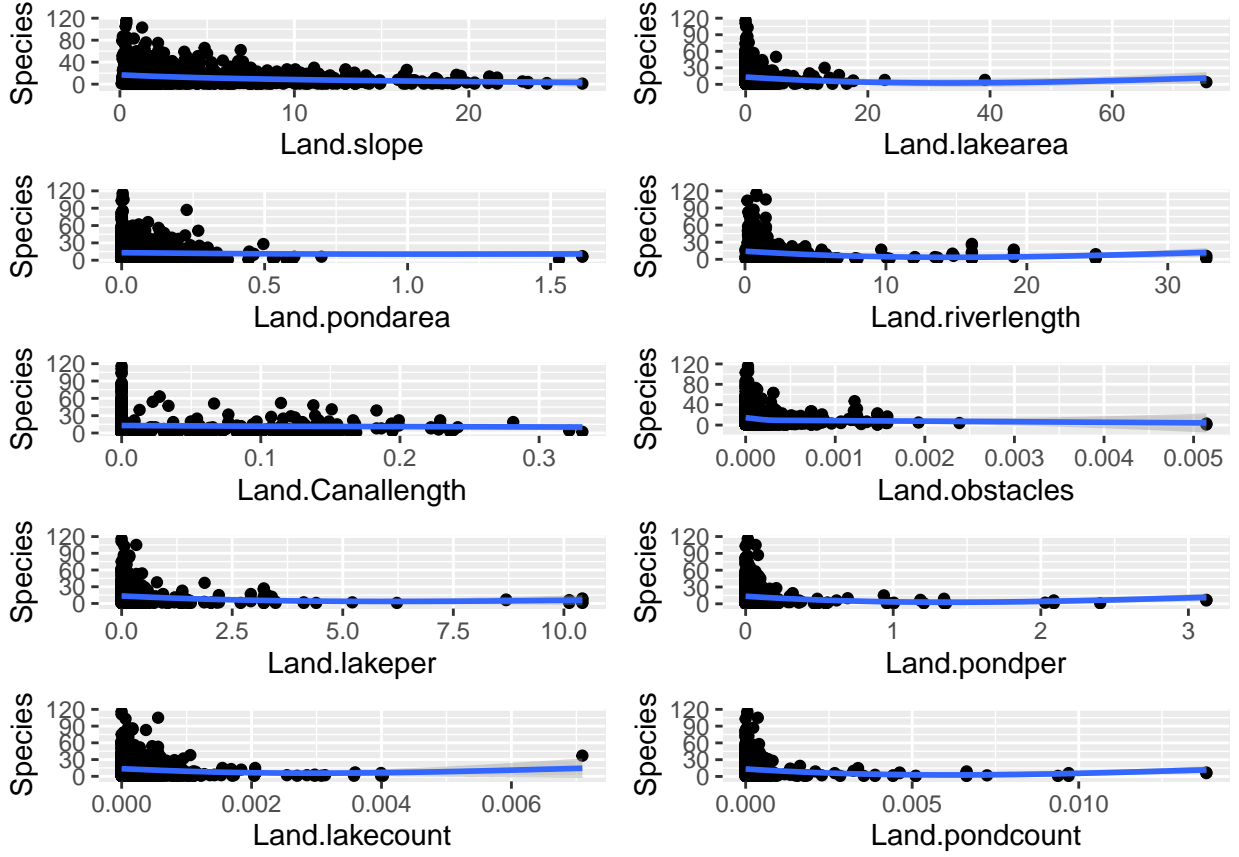 Species
120
80
40
0
0 10 20
Land.slope
Species
120
90
60
30
0
0 20 40 60
Land.lakearea
Species
120
90
60
30
0
0.0 0.5 1.0 1.5
Land.pondarea
Species
120
90
60
30
0
0 10 20 30
Land.riverlength
Species
120
90
60
30
0
0.0 0.1 0.2 0.3
Land.Canallength
Species
120
80
40
0
0.000 0.001 0.002 0.003 0.004 0.005
Land.obstacles
Species
120
90
60
30
0
0.0 2.5 5.0 7.5 10.0
Land.lakeper
Species
120
90
60
30
0
0 1 2 3
Land.pondper
Species
120
90
60
30
0
0.000 0.002 0.004 0.006
Land.lakecount
Species
120
90
60
30
0
0.000 0.005 0.010
Land.pondcount